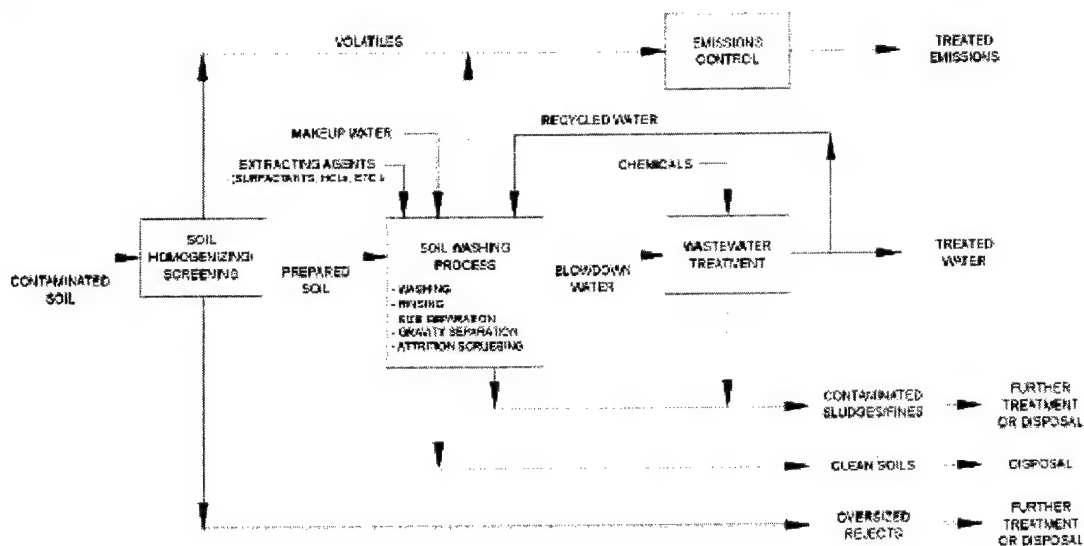 VOLATILES
EMISSIONS
CONTROL
TREATED
EMISSIONS
MAKEUP WATER
RECYCLED WATER
EXTRACTING AGENTS
(SURFACTANTS, HCl, ETC.)
CHEMICALS
CONTAMINATED
SOIL
SOIL
HOMOGENIZING/
SCREENING
PREPARED
SOIL
SOIL WASHING
PROCESS
- WASHING
- RINSING
SIZE SEPARATION
- GRAVITY SEPARATION
- ATTRITION SCRUBBING
BLOWDOWN
WATER
WASTEWATER
TREATMENT
TREATED
WATER
CONTAMINATED
SLUDGES/FINES
FURTHER
TREATMENT
OR DISPOSAL
CLEAN SOILS
DISPOSAL
OVERSIZED
REJECTS
FURTHER
TREATMENT
OR DISPOSAL